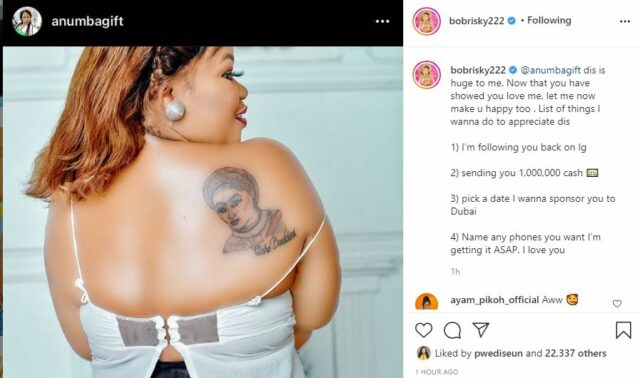 anumbagift
bobrisky222 • Following
bobrisky222 @anumbagift dis is
huge to me. Now that you have
showed you love me, let me now
make u happy too . List of things I
wanna do to appreciate dis
1) I'm following you back on Ig
2) sending you 1,000,000 cash 💵
3) pick a date I wanna sponsor you to
Dubai
4) Name any phones you want I'm
getting it ASAP. I love you
1h
ayam_pikoh_official Aww 🥰
Liked by pwediseun and 22,337 others
1 HOUR AGO